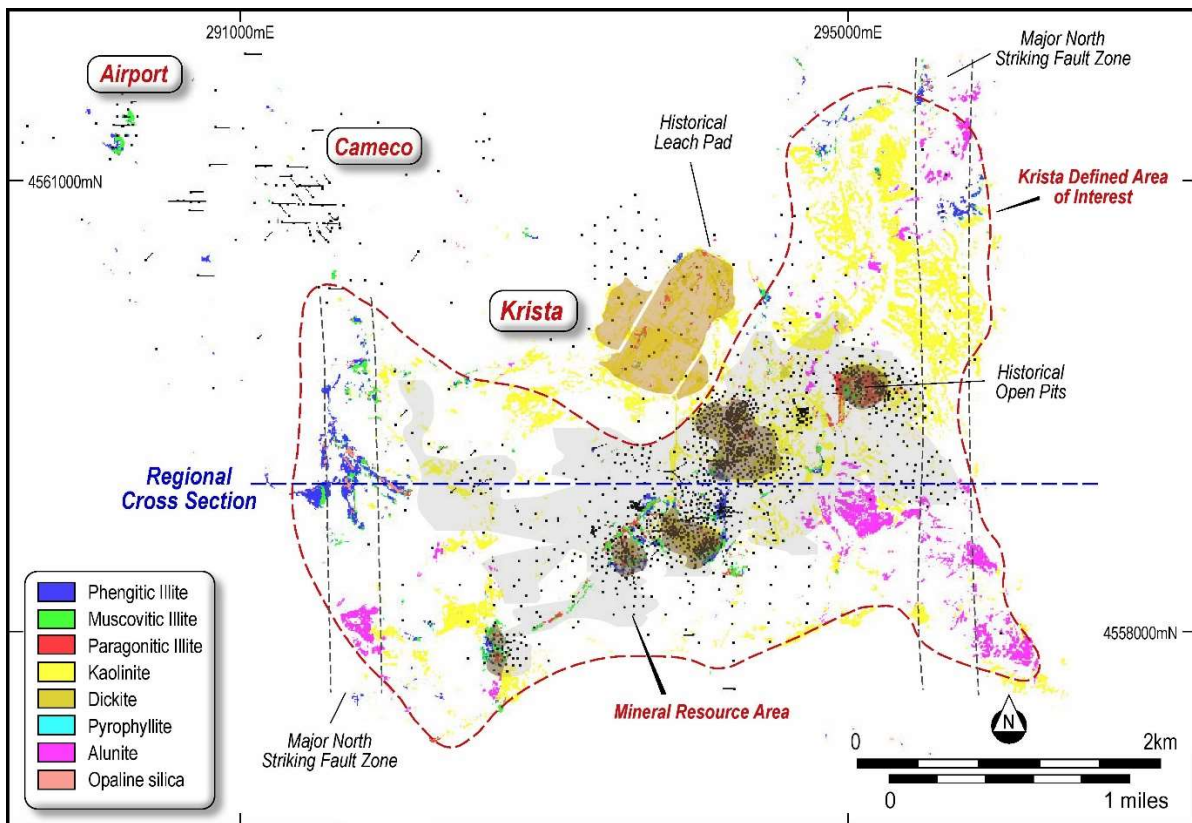 291000mE
295000mE
Airport
Major North
Striking Fault Zone
Cameco
Historical
Leach Pad
4561000mN
Krista Defined Area
of Interest
Krista
Historical
Open Pits
Regional
Cross Section
Phengitic Illite
Muscovitic Illite
Paragonitic Illite
Kaolinite
Dickite
Pyrophyllite
Alunite
Opaline silica
4558000mN
Mineral Resource Area
Major North
Striking Fault Zone
N
0 2km
0 1 miles